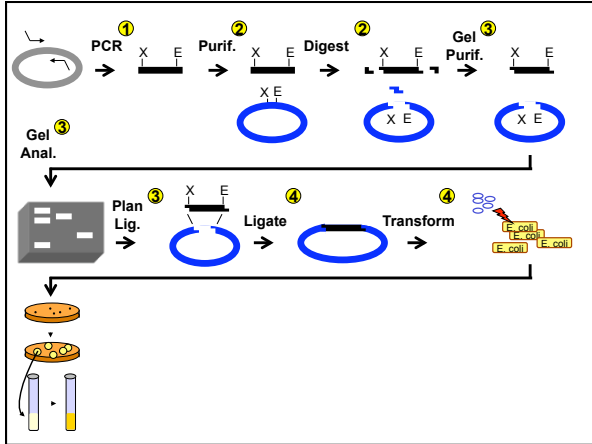 1
2
2
3
PCR
Purif.
Digest
Gel
Purif.
X E
X E
X E
X E
X E
X E
X E
3
Gel
Anal.
3
4
4
Plan
Lig.
Ligate
Transform
X E
E. coli
E. coli
E. coli
E. coli